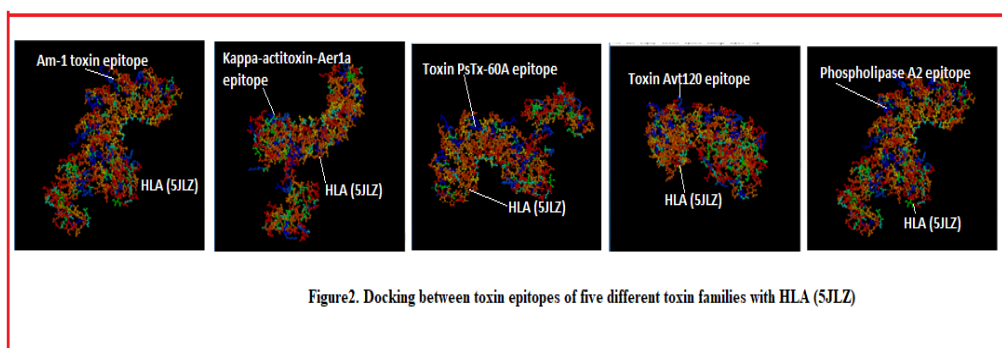 Am-1 toxin epitope
HLA (5JLZ)
Kappa-actitoxin-Aer1a
epitope
HLA (5JLZ)
Toxin PsTx-60A epitope
HLA (5JLZ)
Toxin Avt120 epitope
HLA (5JLZ)
Phospholipase A2 epitope
HLA (5JLZ)
Figure2. Docking between toxin epitopes of five different toxin families with HLA (5JLZ)